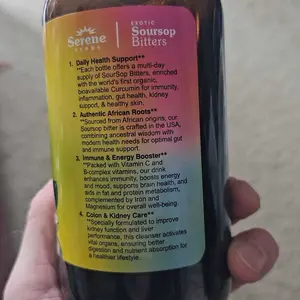 Serene
HERBS
EXOTIC
Soursop
Bitters
1. Daily Health Support**
**Each bottle offers a multi-day
supply of SourSop Bitters, enriched
with the world's first organic,
bioavailable Curcumin for immunity,
inflammation, gut health, kidney
support, & healthy skin.
2. Authentic African Roots**
**Sourced from African origins, our
Soursop bitter is crafted in the USA,
combining ancestral wisdom with
modern health needs for optimal gut
and immune support.
3. Immune & Energy Booster**
**Packed with Vitamin C and
B-complex vitamins, our drink
enhances immunity, boosts energy
and mood, supports brain health, and
aids in fat and protein metabolism,
complemented by Iron and
Magnesium for overall well-being.
4. Colon & Kidney Care**
**Specially formulated to improve
kidney function and liver
performance, this cleanser activates
vital organs, ensuring better
digestion and nutrient absorption for
a healthier lifestyle.